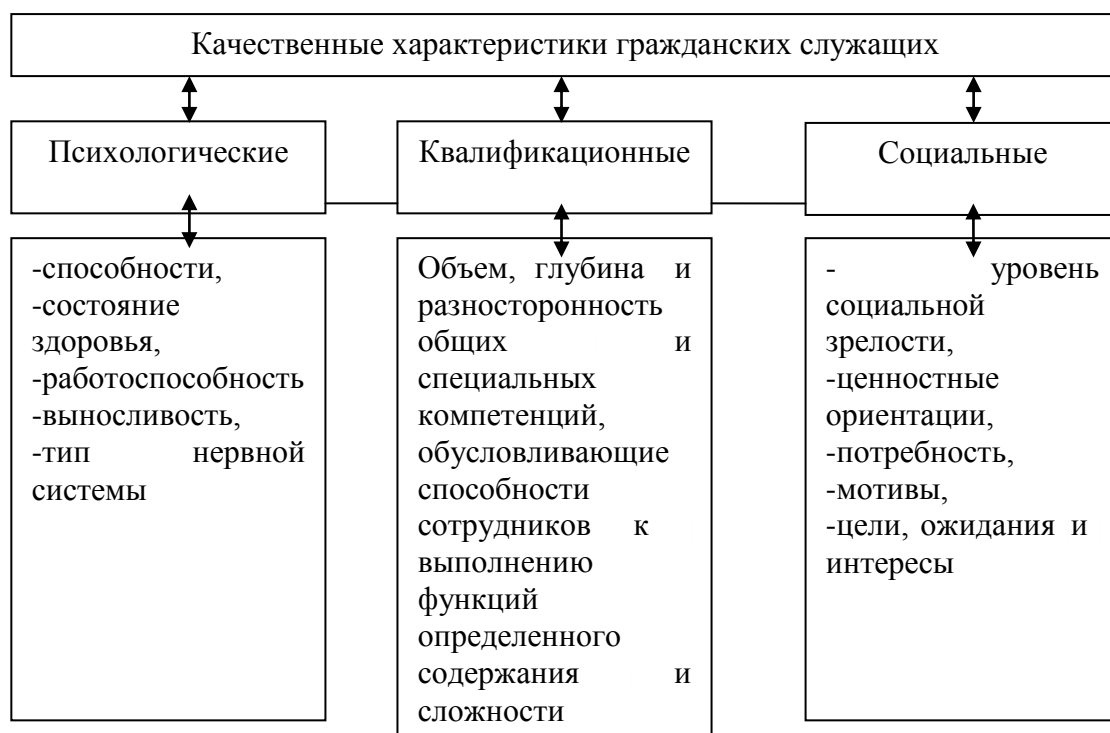 Качественные характеристики гражданских служащих
Психологические
Квалификационные
Социальные
-способности,
-состояние
здоровья,
-работоспособность
-выносливость,
-тип нервной
системы
Объем, глубина и
разносторонность
общих и
специальных
компетенций,
обусловливающие
способности
сотрудников к
выполнению
функций
определенного
содержания и
сложности
- уровень
социальной
зрелости,
-ценностные
ориентации,
-потребность,
-мотивы,
-цели, ожидания и
интересы